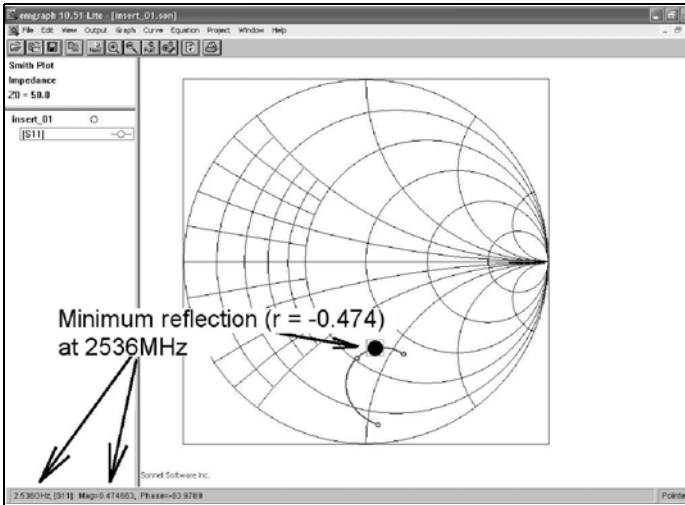 emgraph 10.51-Lite - [insert_01.son]
File Edit View Output Graph Curve Equation Project Window Help
Smith Plot
Impedance
Z0 = 50.0
insert_01
[S11]
Minimum reflection (r = -0.474)
at 2536MHz
Sonnet Software Inc.
2.536GHz, [S11] Mag=0.474663, Phase=-83.9789
Pointer